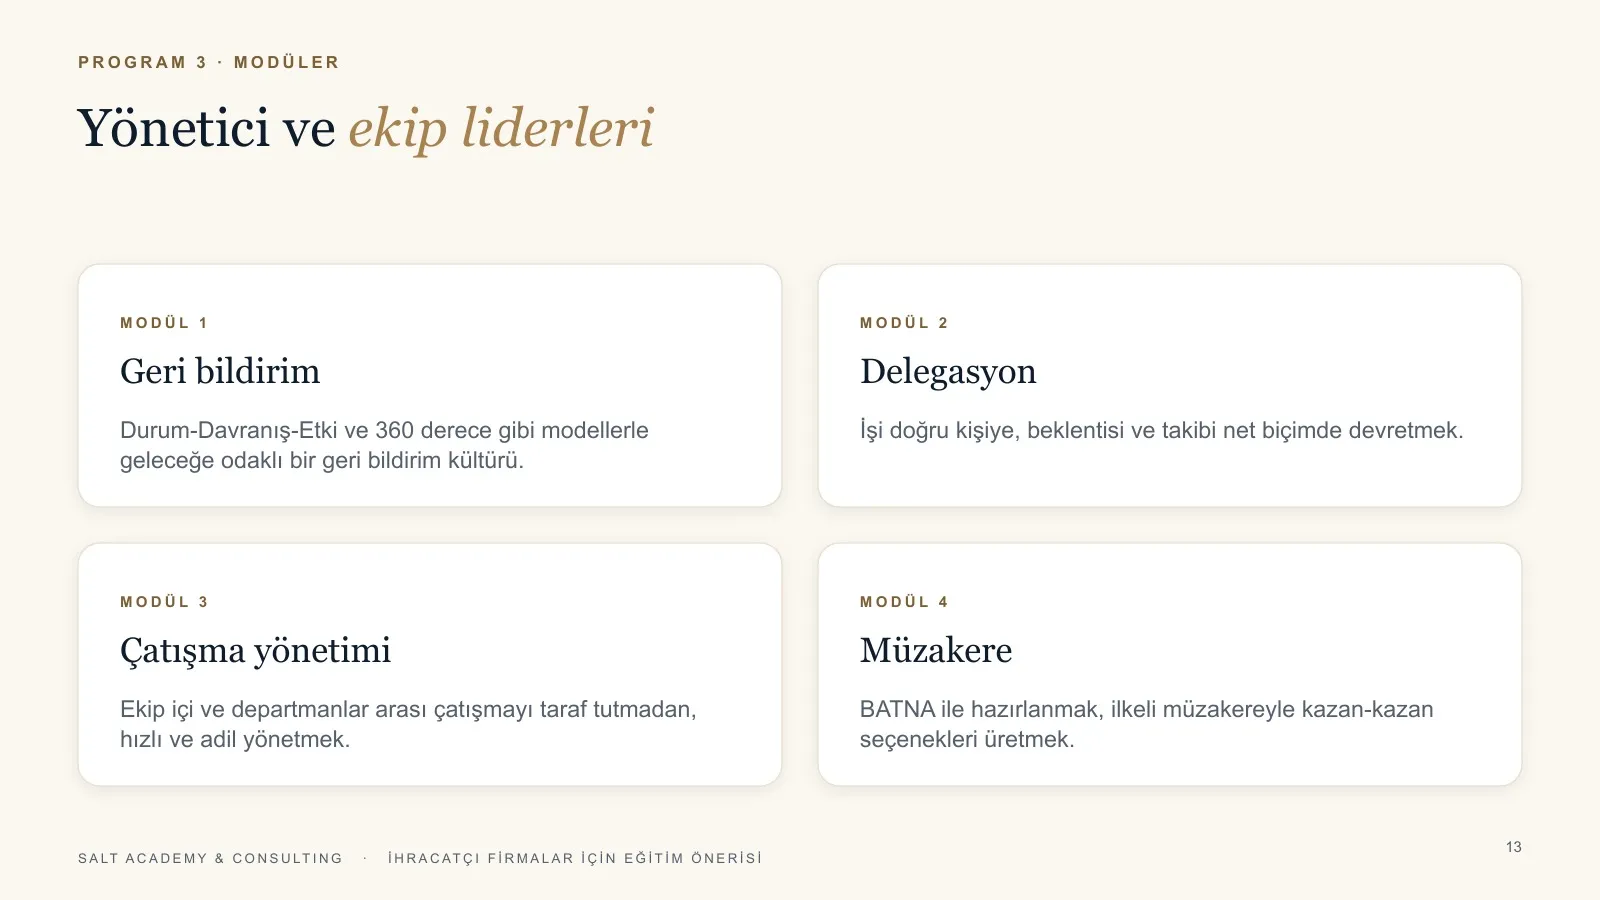 PROGRAM 3 · MODÜLER
Yönetici ve ekip liderleri
MODÜL 1
Geri bildirim
Durum-Davranış-Etki ve 360 derece gibi modellerle
geleceğe odaklı bir geri bildirim kültürü.
MODÜL 2
Delegasyon
İşi doğru kişiye, beklentisi ve takibi net biçimde devretmek.
MODÜL 3
Çatışma yönetimi
Ekip içi ve departmanlar arası çatışmayı taraf tutmadan,
hızlı ve adil yönetmek.
MODÜL 4
Müzakere
BATNA ile hazırlanmak, ilkeli müzakereyle kazan-kazan
seçenekleri üretmek.
SALT ACADEMY & CONSULTING · İHRACATÇI FİRMALAR İÇİN EĞİTİM ÖNERİSİ
13